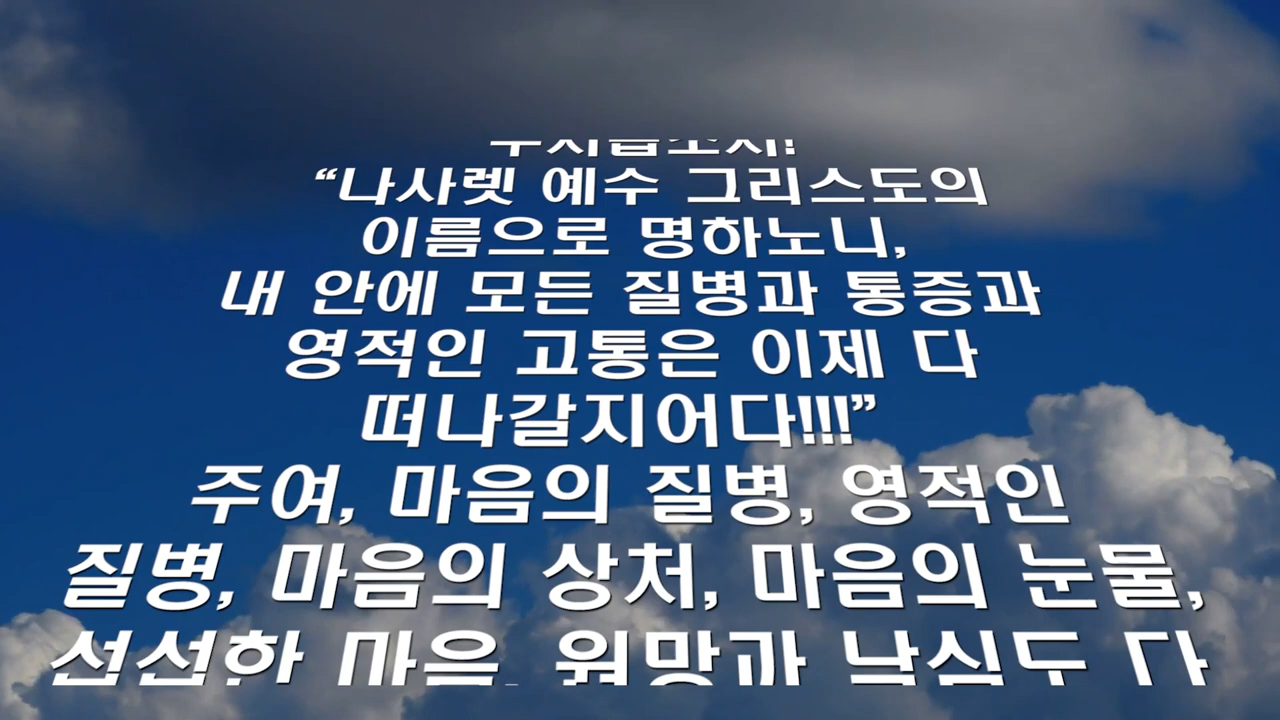 “나사렛 예수 그리스도의
이름으로 명하노니,
내 안에 모든 질병과 통증과
영적인 고통은 이제 다
떠나갈지어다!!!”
주여, 마음의 질병, 영적인
질병, 마음의 상처, 마음의 눈물,